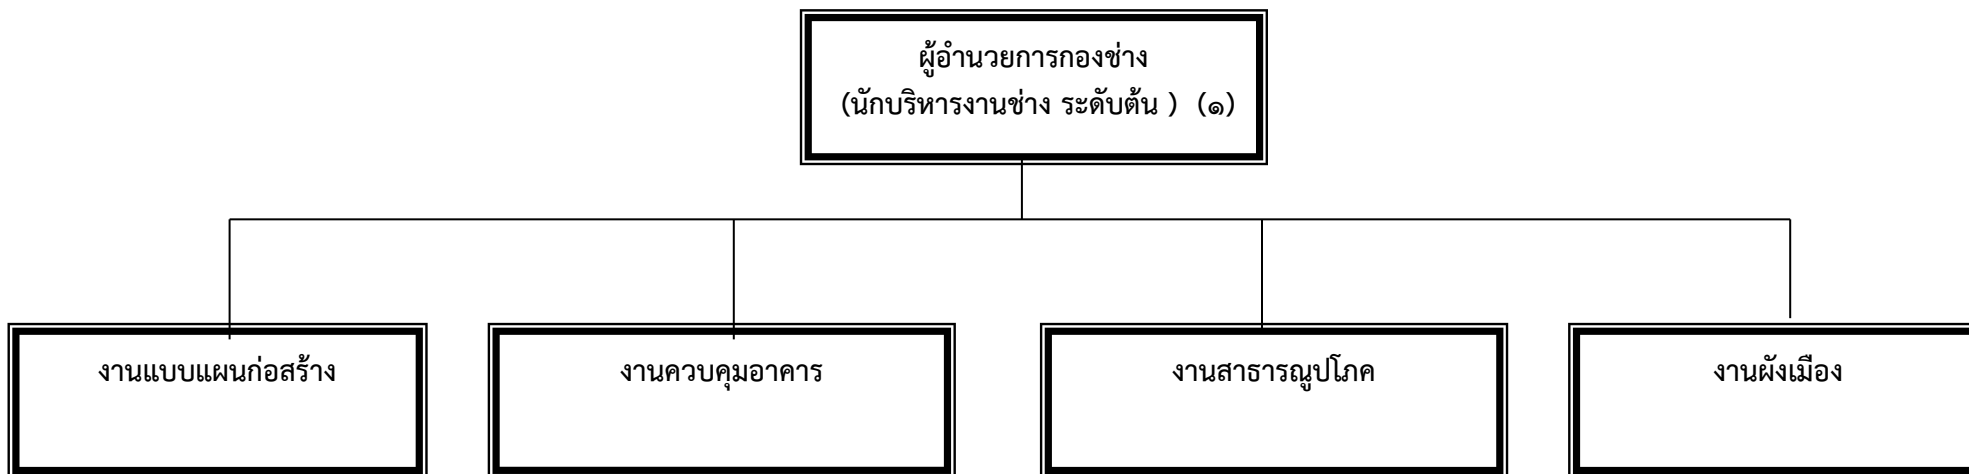 ผู้อำนวยการกองช่าง
(นักบริหารงานช่าง ระดับต้น ) (๑)
งานแบบแผนก่อสร้าง
งานควบคุมอาคาร
งานสาธารณูปโภค
งานผังเมือง